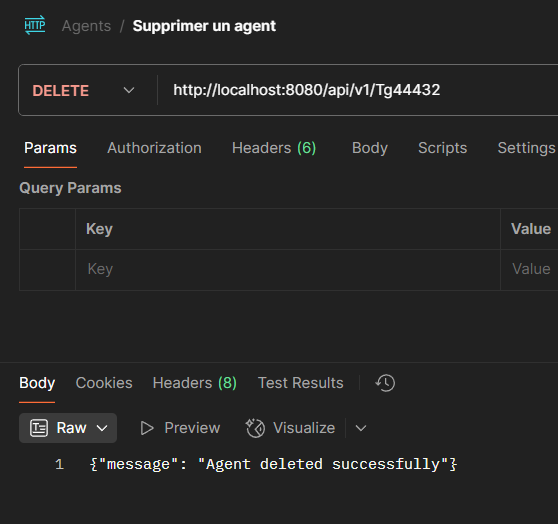 HTTP Agents / Supprimer un agent
DELETE http://localhost:8080/api/v1/Tg44432
Params Authorization Headers (6) Body Scripts Settings
Query Params
Key Value
Key Value
Body Cookies Headers (8) Test Results
Raw Preview Visualize
1 {"message": "Agent deleted successfully"}